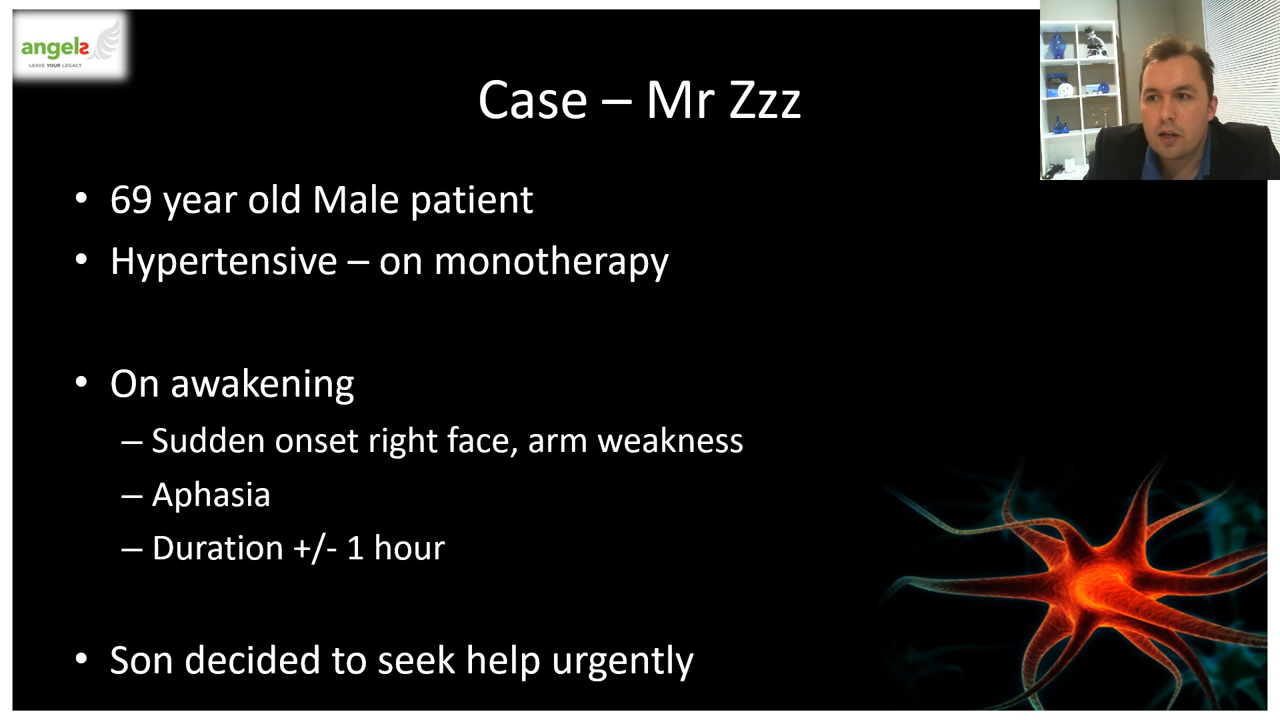 angels
LEAVE YOUR LEGACY
Case – Mr Zzz
• 69 year old Male patient
• Hypertensive – on monotherapy
• On awakening
– Sudden onset right face, arm weakness
– Aphasia
– Duration +/- 1 hour
• Son decided to seek help urgently